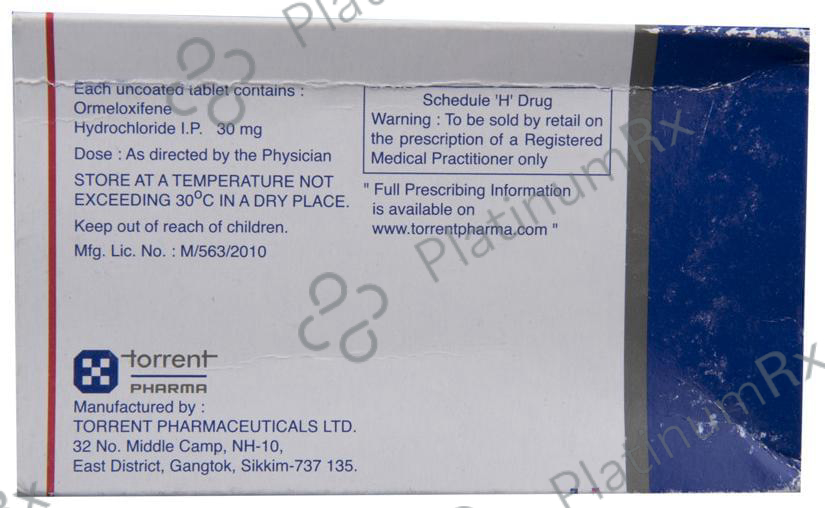 Each uncoated tablet contains :
Ormeloxifene
Hydrochloride I.P. 30 mg
Dose : As directed by the Physician
STORE AT A TEMPERATURE NOT
EXCEEDING 30°C IN A DRY PLACE.
Keep out of reach of children.
Mfg. Lic. No. : M/563/2010
Schedule 'H' Drug
Warning : To be sold by retail on
the prescription of a Registered
Medical Practitioner only
" Full Prescribing Information
is available on
www.torrentpharma.com "
torrent
PHARMA
Manufactured by :
TORRENT PHARMACEUTICALS LTD.
32 No. Middle Camp, NH-10,
East District, Gangtok, Sikkim-737 135.
PlatinumRx
PlatinumRx
PlatinumRx